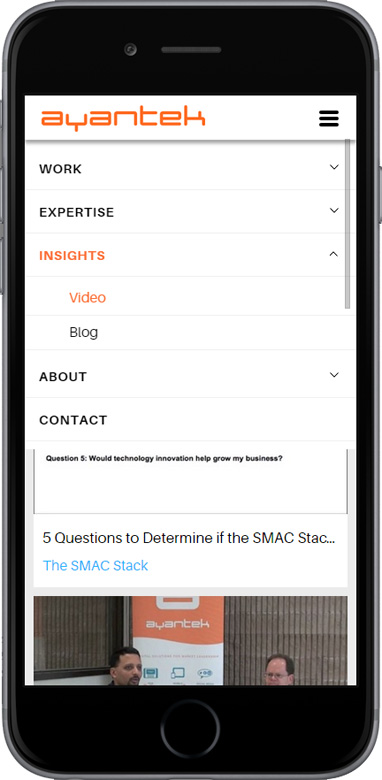 ayantek
WORK
EXPERTISE
INSIGHTS
Video
Blog
ABOUT
CONTACT
Question 5: Would technology innovation help grow my business?
5 Questions to Determine if the SMAC Stac...
The SMAC Stack
ayantek